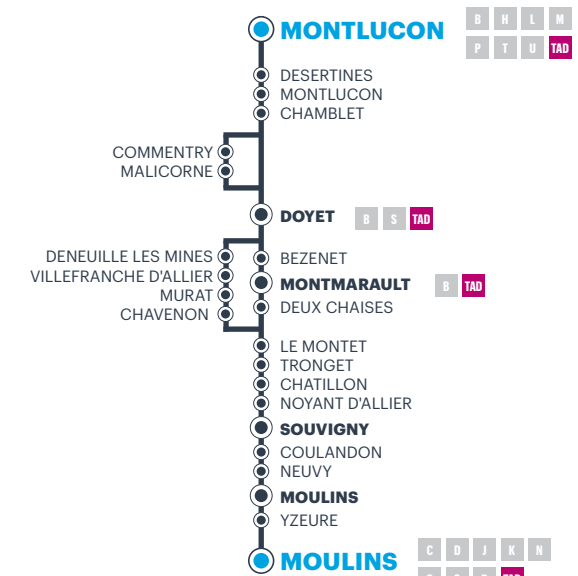 MONTLUCON B H L M
P T U TAD
DESERTINES
MONTLUCON
CHAMBLET
COMMENTRY
MALICORNE
DOYET B S TAD
DENEUILLE LES MINES
VILLEFRANCHE D'ALLIER
MURAT
CHAVENON
BEZENET
MONTMARAULT B TAD
DEUX CHAISES
LE MONTET
TRONGET
CHATILLON
NOYANT D'ALLIER
SOUVIGNY
COULANDON
NEUVY
MOULINS
YZEURE
MOULINS C D J K N